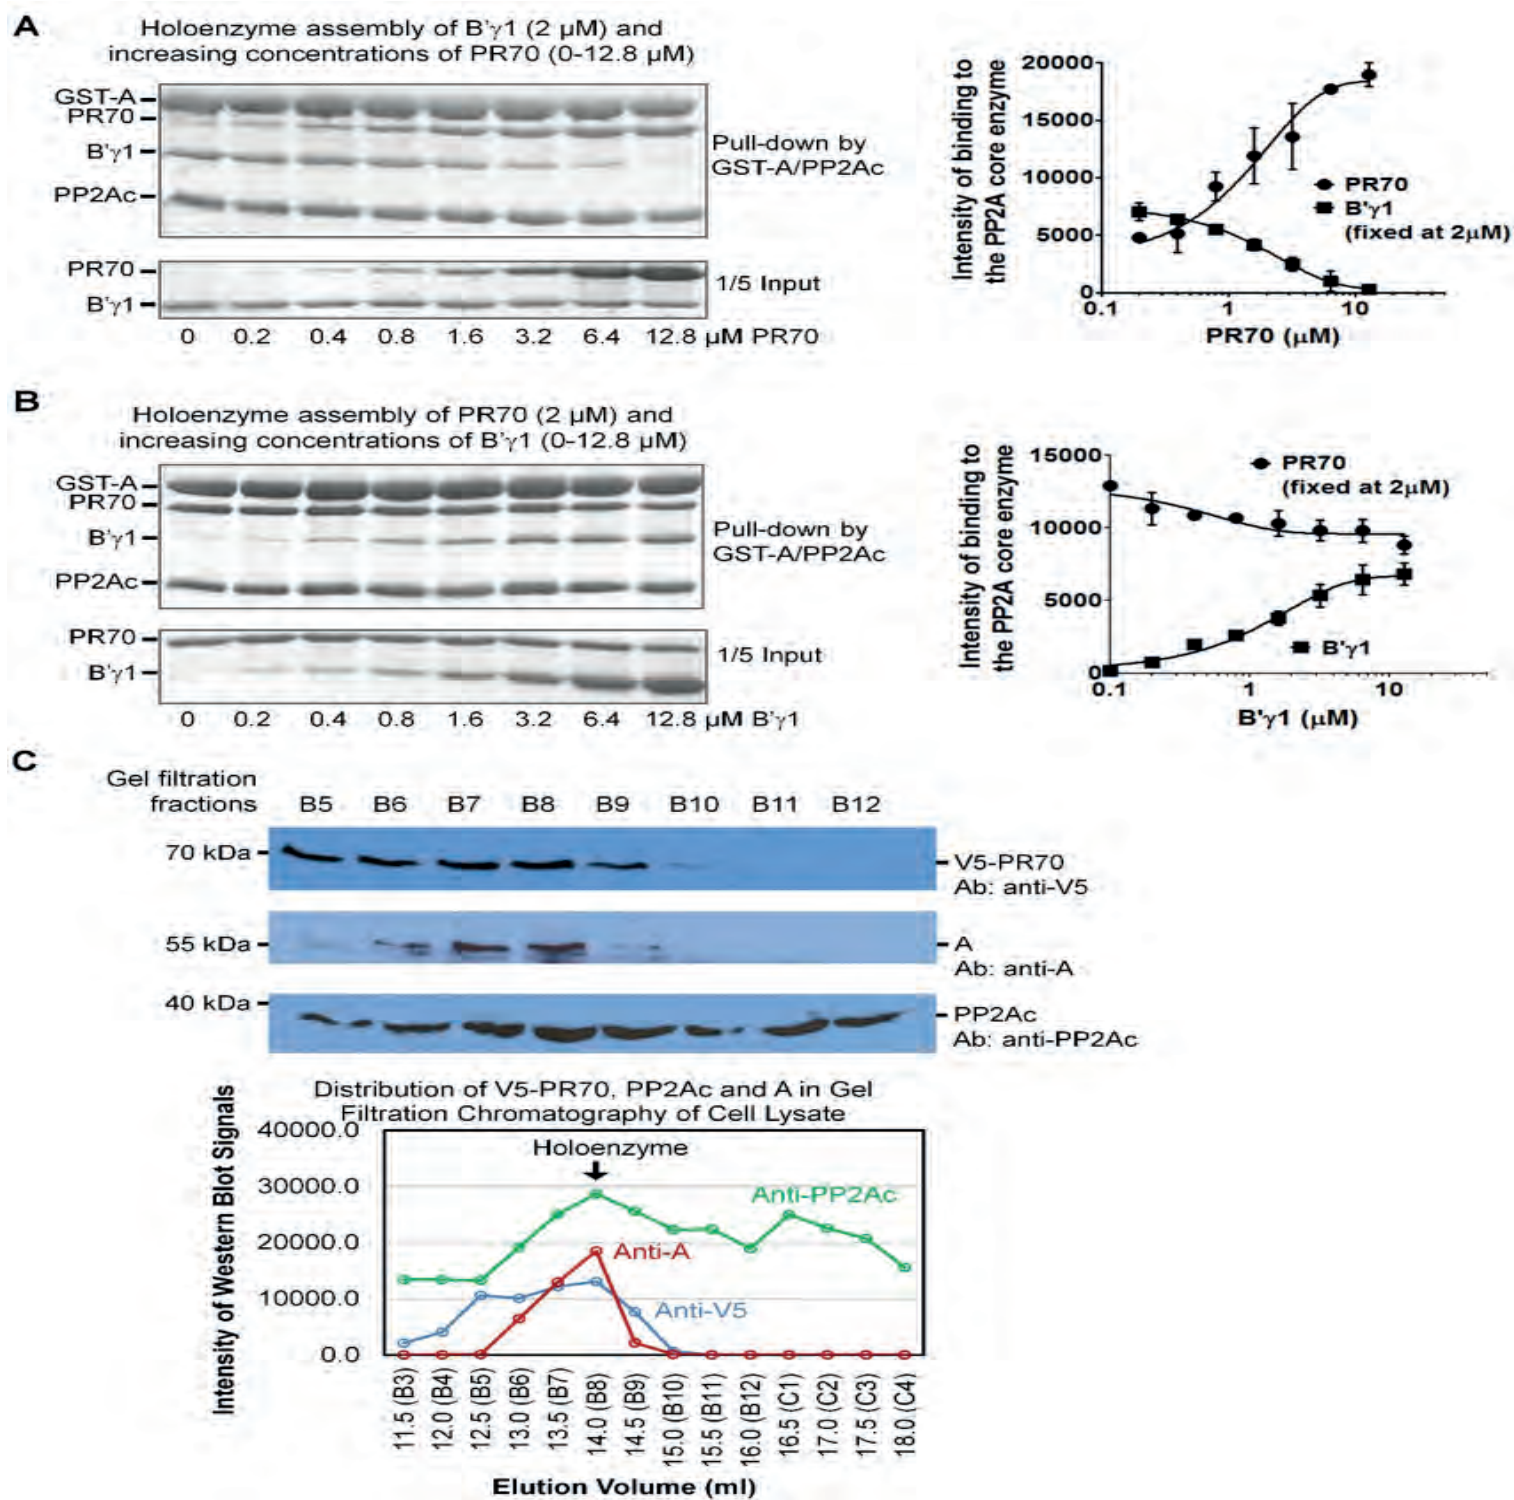 A
Holoenzyme assembly of B'γ1 (2 µM) and
increasing concentrations of PR70 (0-12.8 µM)
GST-A
PR70
B'γ1
PP2Ac
Pull-down by
GST-A/PP2Ac
PR70
B'γ1
1/5 Input
0 0.2 0.4 0.8 1.6 3.2 6.4 12.8 µM PR70
Intensity of binding to
the PP2A core enzyme
20000
15000
10000
5000
0
PR70
B'γ1
(fixed at 2µM)
0.1 1 10
PR70 (µM)
B
Holoenzyme assembly of PR70 (2 µM) and
increasing concentrations of B'γ1 (0-12.8 µM)
GST-A
PR70
B'γ1
PP2Ac
Pull-down by
GST-A/PP2Ac
PR70
B'γ1
1/5 Input
0 0.2 0.4 0.8 1.6 3.2 6.4 12.8 µM B'γ1
Intensity of binding to
the PP2A core enzyme
15000
10000
5000
0
PR70
(fixed at 2µM)
B'γ1
0.1 1 10
B'γ1 (µM)
C
Gel filtration
fractions B5 B6 B7 B8 B9 B10 B11 B12
70 kDa
V5-PR70
Ab: anti-V5
55 kDa
A
Ab: anti-A
40 kDa
PP2Ac
Ab: anti-PP2Ac
Distribution of V5-PR70, PP2Ac and A in Gel
Filtration Chromatography of Cell Lysate
Intensity of Western Blot Signals
40000.0
30000.0
20000.0
10000.0
0.0
Holoenzyme
Anti-PP2Ac
Anti-A
Anti-V5
11.5 (B3)
12.0 (B4)
12.5 (B5)
13.0 (B6)
13.5 (B7)
14.0 (B8)
14.5 (B9)
15.0 (B10)
15.5 (B11)
16.0 (B12)
16.5 (C1)
17.0 (C2)
17.5 (C3)
18.0 (C4)
Elution Volume (ml)